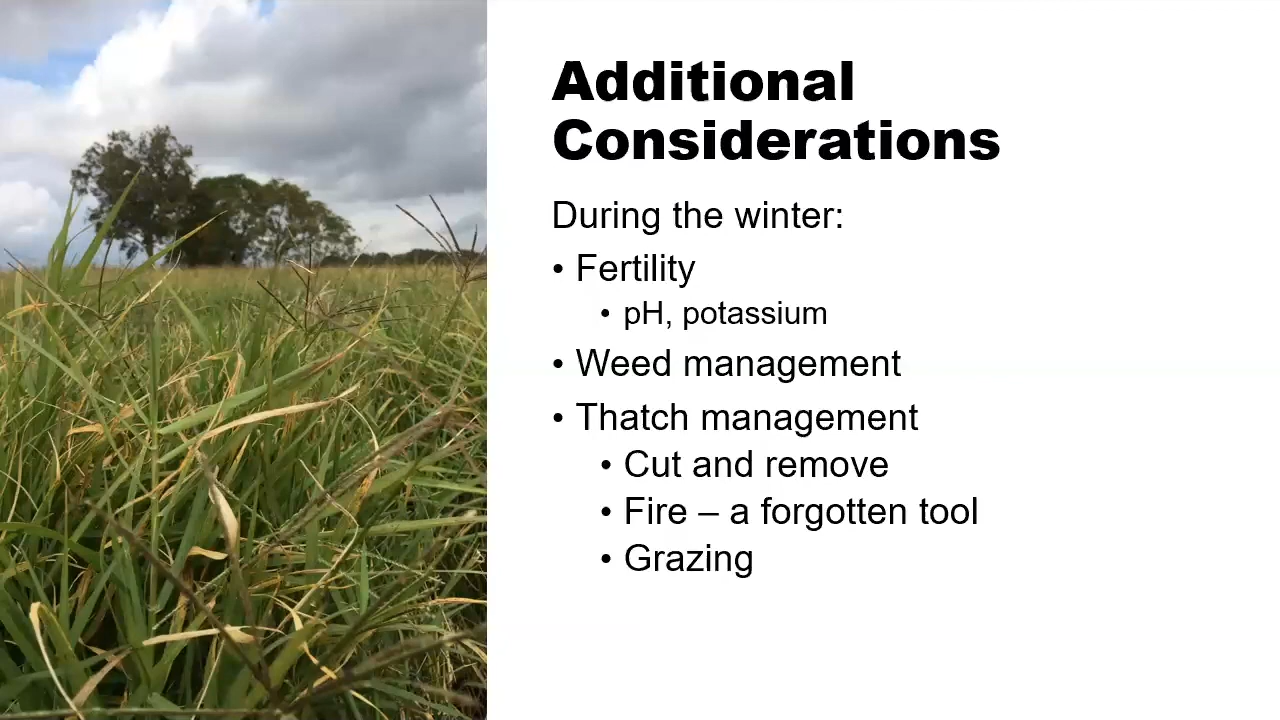 Additional
Considerations
During the winter:
• Fertility
• pH, potassium
• Weed management
• Thatch management
• Cut and remove
• Fire – a forgotten tool
• Grazing